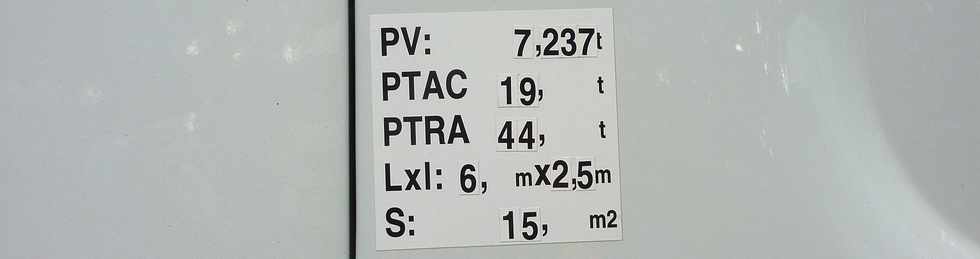 PV: 7,237t
PTAC 19, t
PTRA 44, t
Lxl: 6, mx2,5m
S: 15, m2